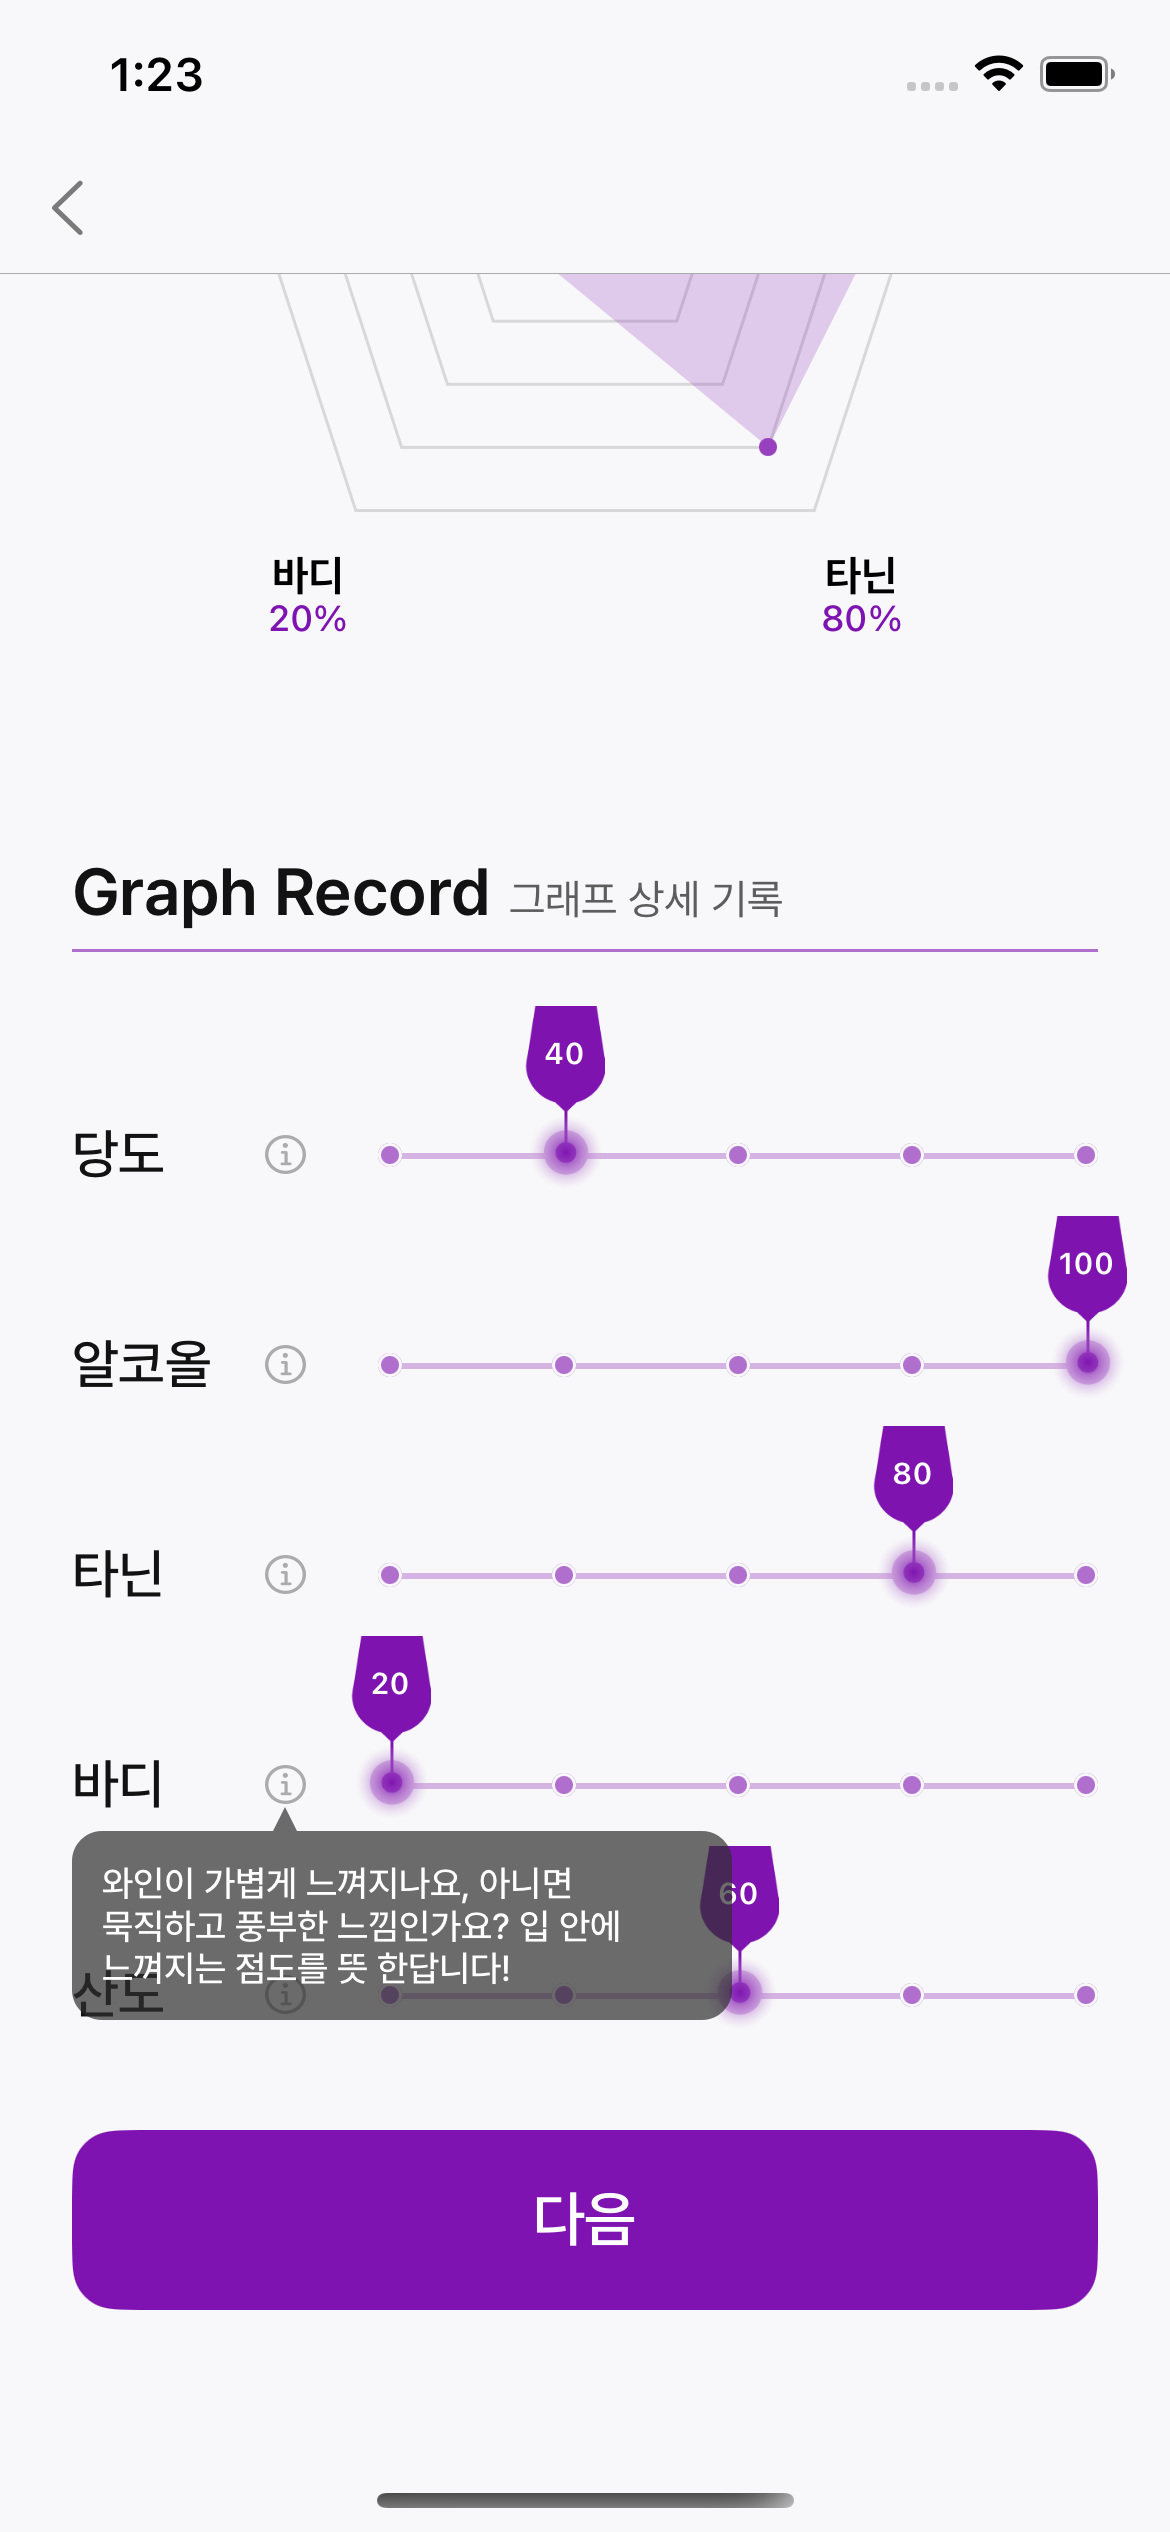 1:23
바디
20%
타닌
80%
Graph Record 그래프 상세 기록
40
당도
100
알코올
80
타닌
20
바디
와인이 가볍게 느껴지나요, 아니면
묵직하고 풍부한 느낌인가요? 입 안에
느껴지는 점도를 뜻 한답니다!
60
산도
다음